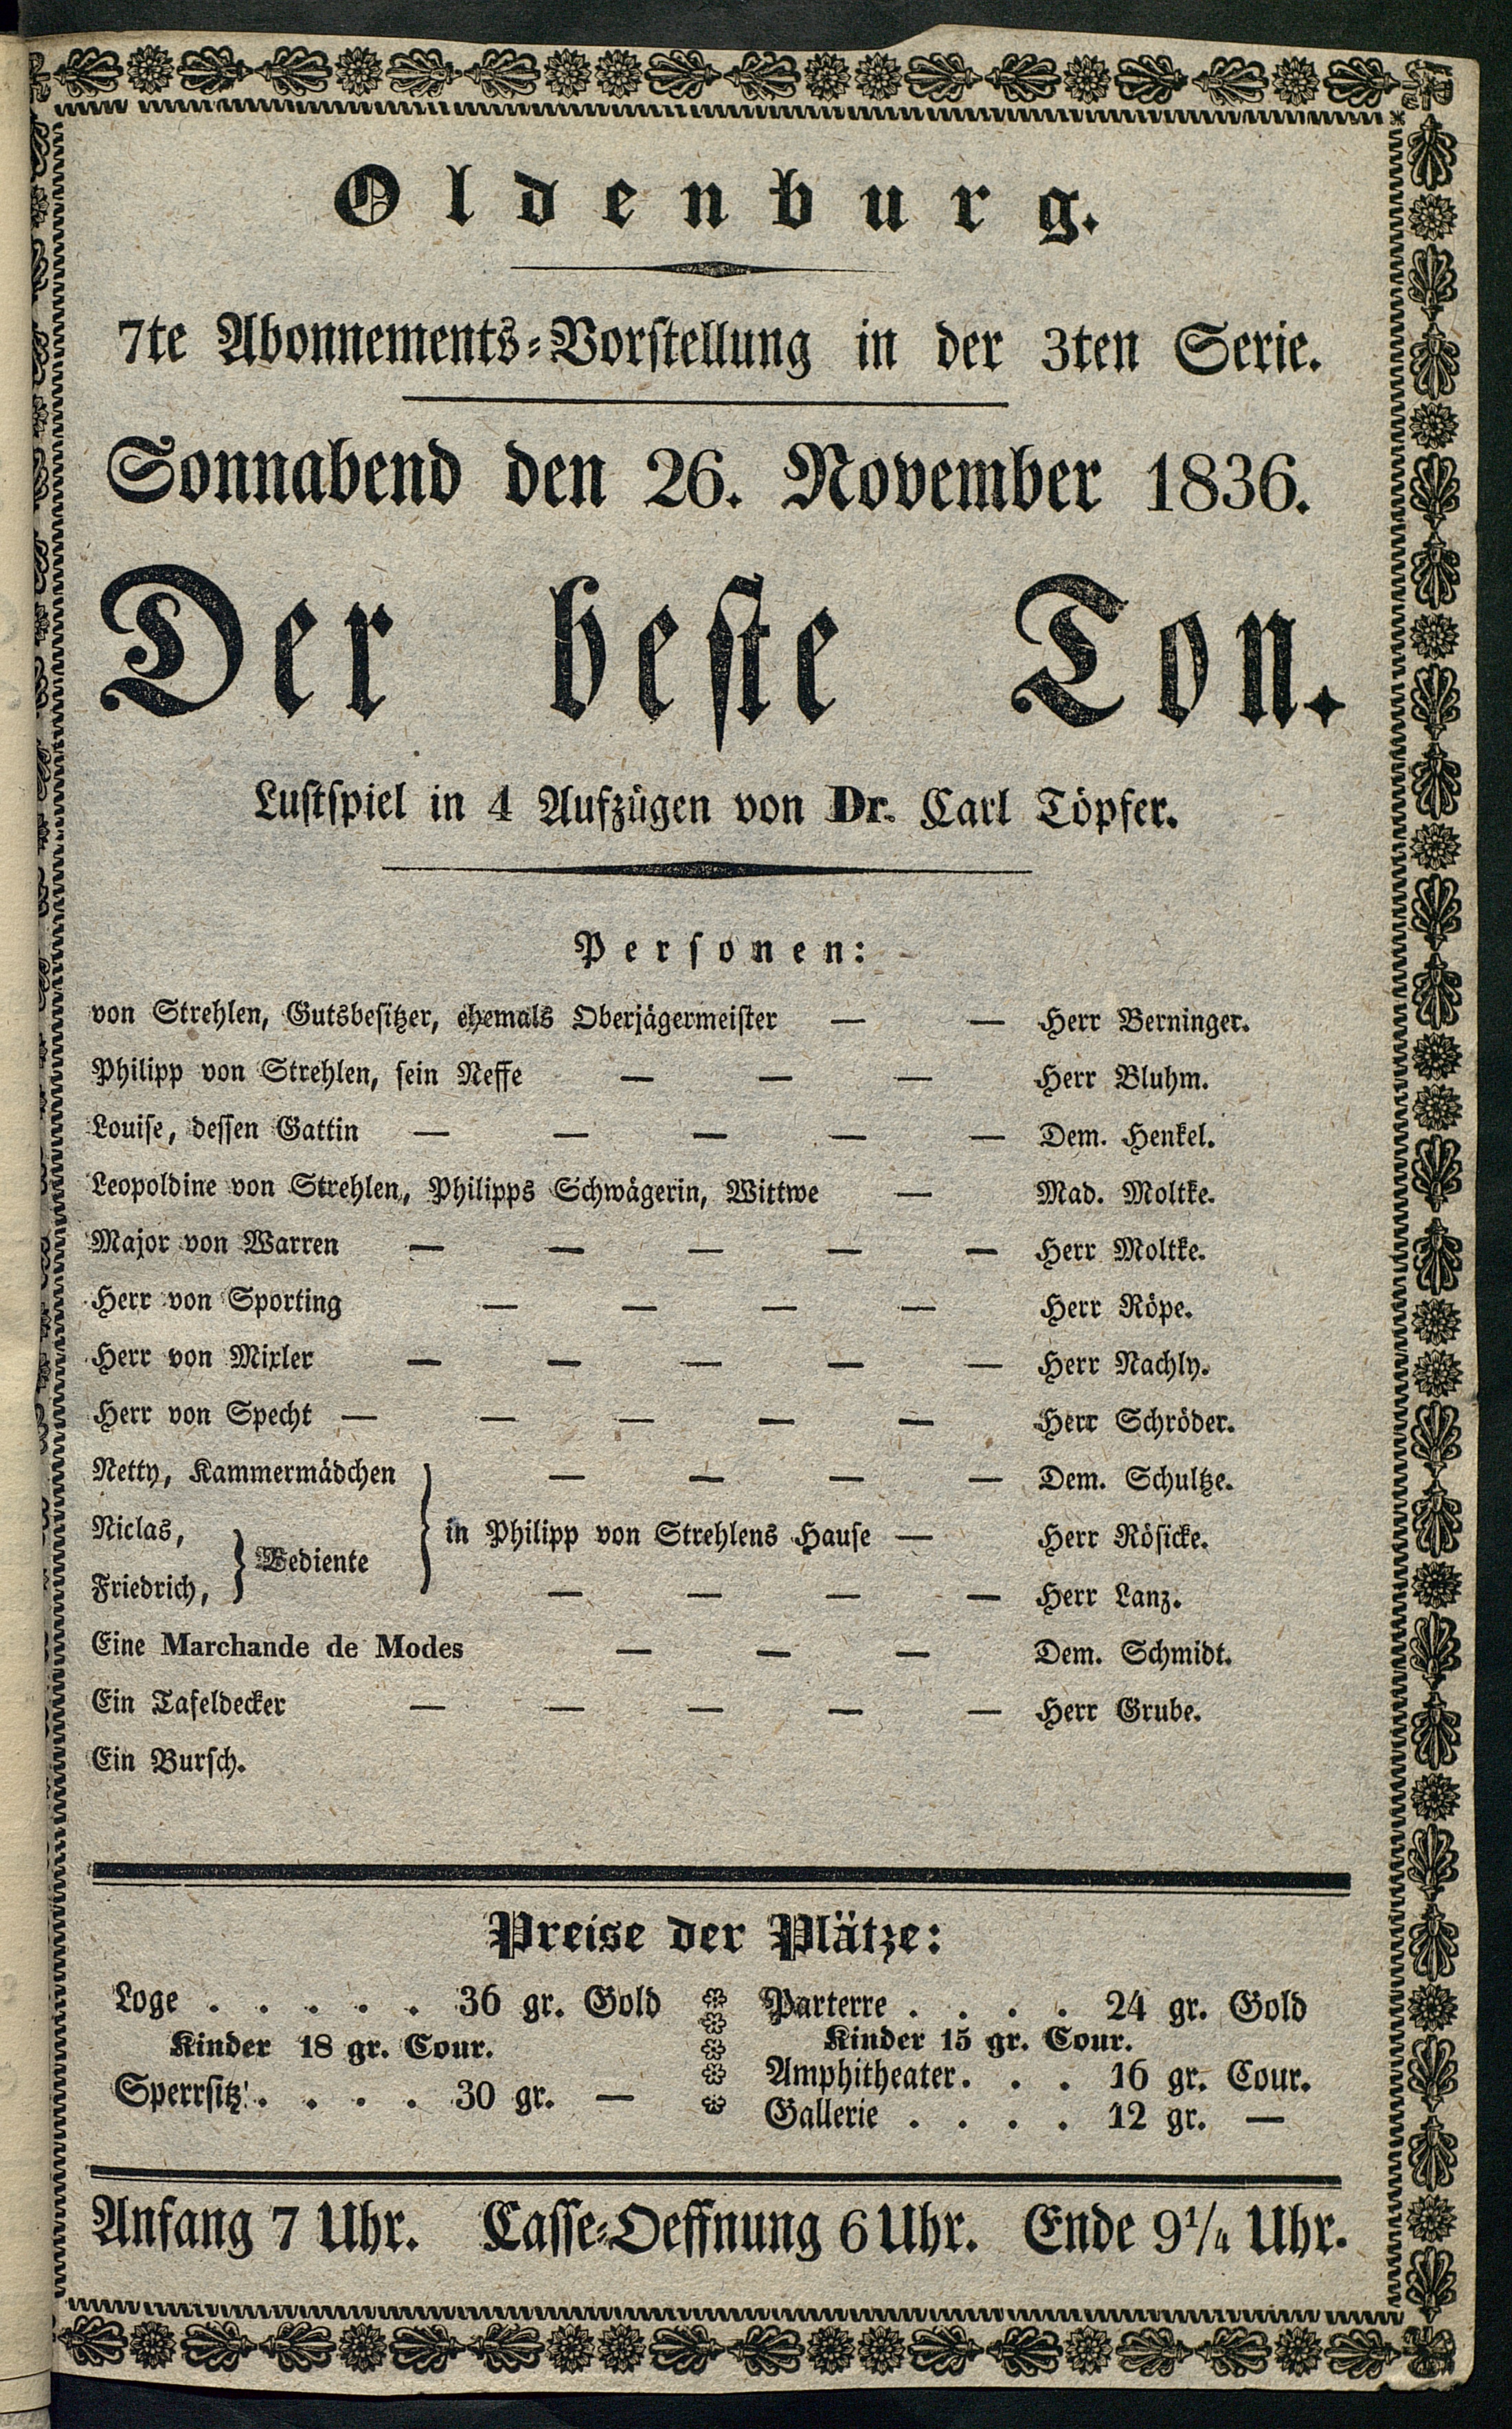 Oldenburg.
7te Abonnements-Vorstellung in der 3ten Serie.
Sonnabend den 26. November 1836.
Der beste Ton.
Lustspiel in 4 Aufzügen von Dr. Carl Töpfer.
Personen:
von Strehlen, Gutsbesitzer, ehemals Oberjägermeister — — Herr Berninger.
Philipp von Strehlen, sein Neffe — — — Herr Bluhm.
Louise, dessen Gattin — — — — — Dem. Henkel.
Leopoldine von Strehlen, Philipps Schwägerin, Wittwe — Mad. Moltke.
Major von Warren — — — — — Herr Moltke.
Herr von Sporting — — — — Herr Röpe.
Herr von Mixler — — — — — Herr Nachly.
Herr von Specht — — — — — Herr Schröder.
Netty, Kammermädchen — — — — Dem. Schultze.
Niclas, } Bediente } in Philipp von Strehlens Hause — Herr Rösicke.
Friedrich, — — — — Herr Lanz.
Eine Marchande de Modes — — — Dem. Schmidt.
Ein Tafeldecker — — — — — Herr Grube.
Ein Bursch.
Preise der Plätze:
Loge . . . . . 36 gr. Gold
Kinder 18 gr. Cour.
Sperrsitz . . . . 30 gr. —
Parterre . . . . 24 gr. Gold
Kinder 15 gr. Cour.
Amphitheater. . . 16 gr. Cour.
Gallerie . . . . 12 gr. —
Anfang 7 Uhr. Casse-Oeffnung 6 Uhr. Ende 9 1/4 Uhr.